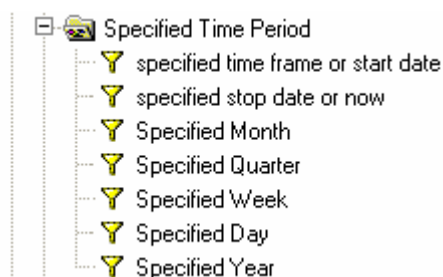 Specified Time Period
specified time frame or start date
specified stop date or now
Specified Month
Specified Quarter
Specified Week
Specified Day
Specified Year